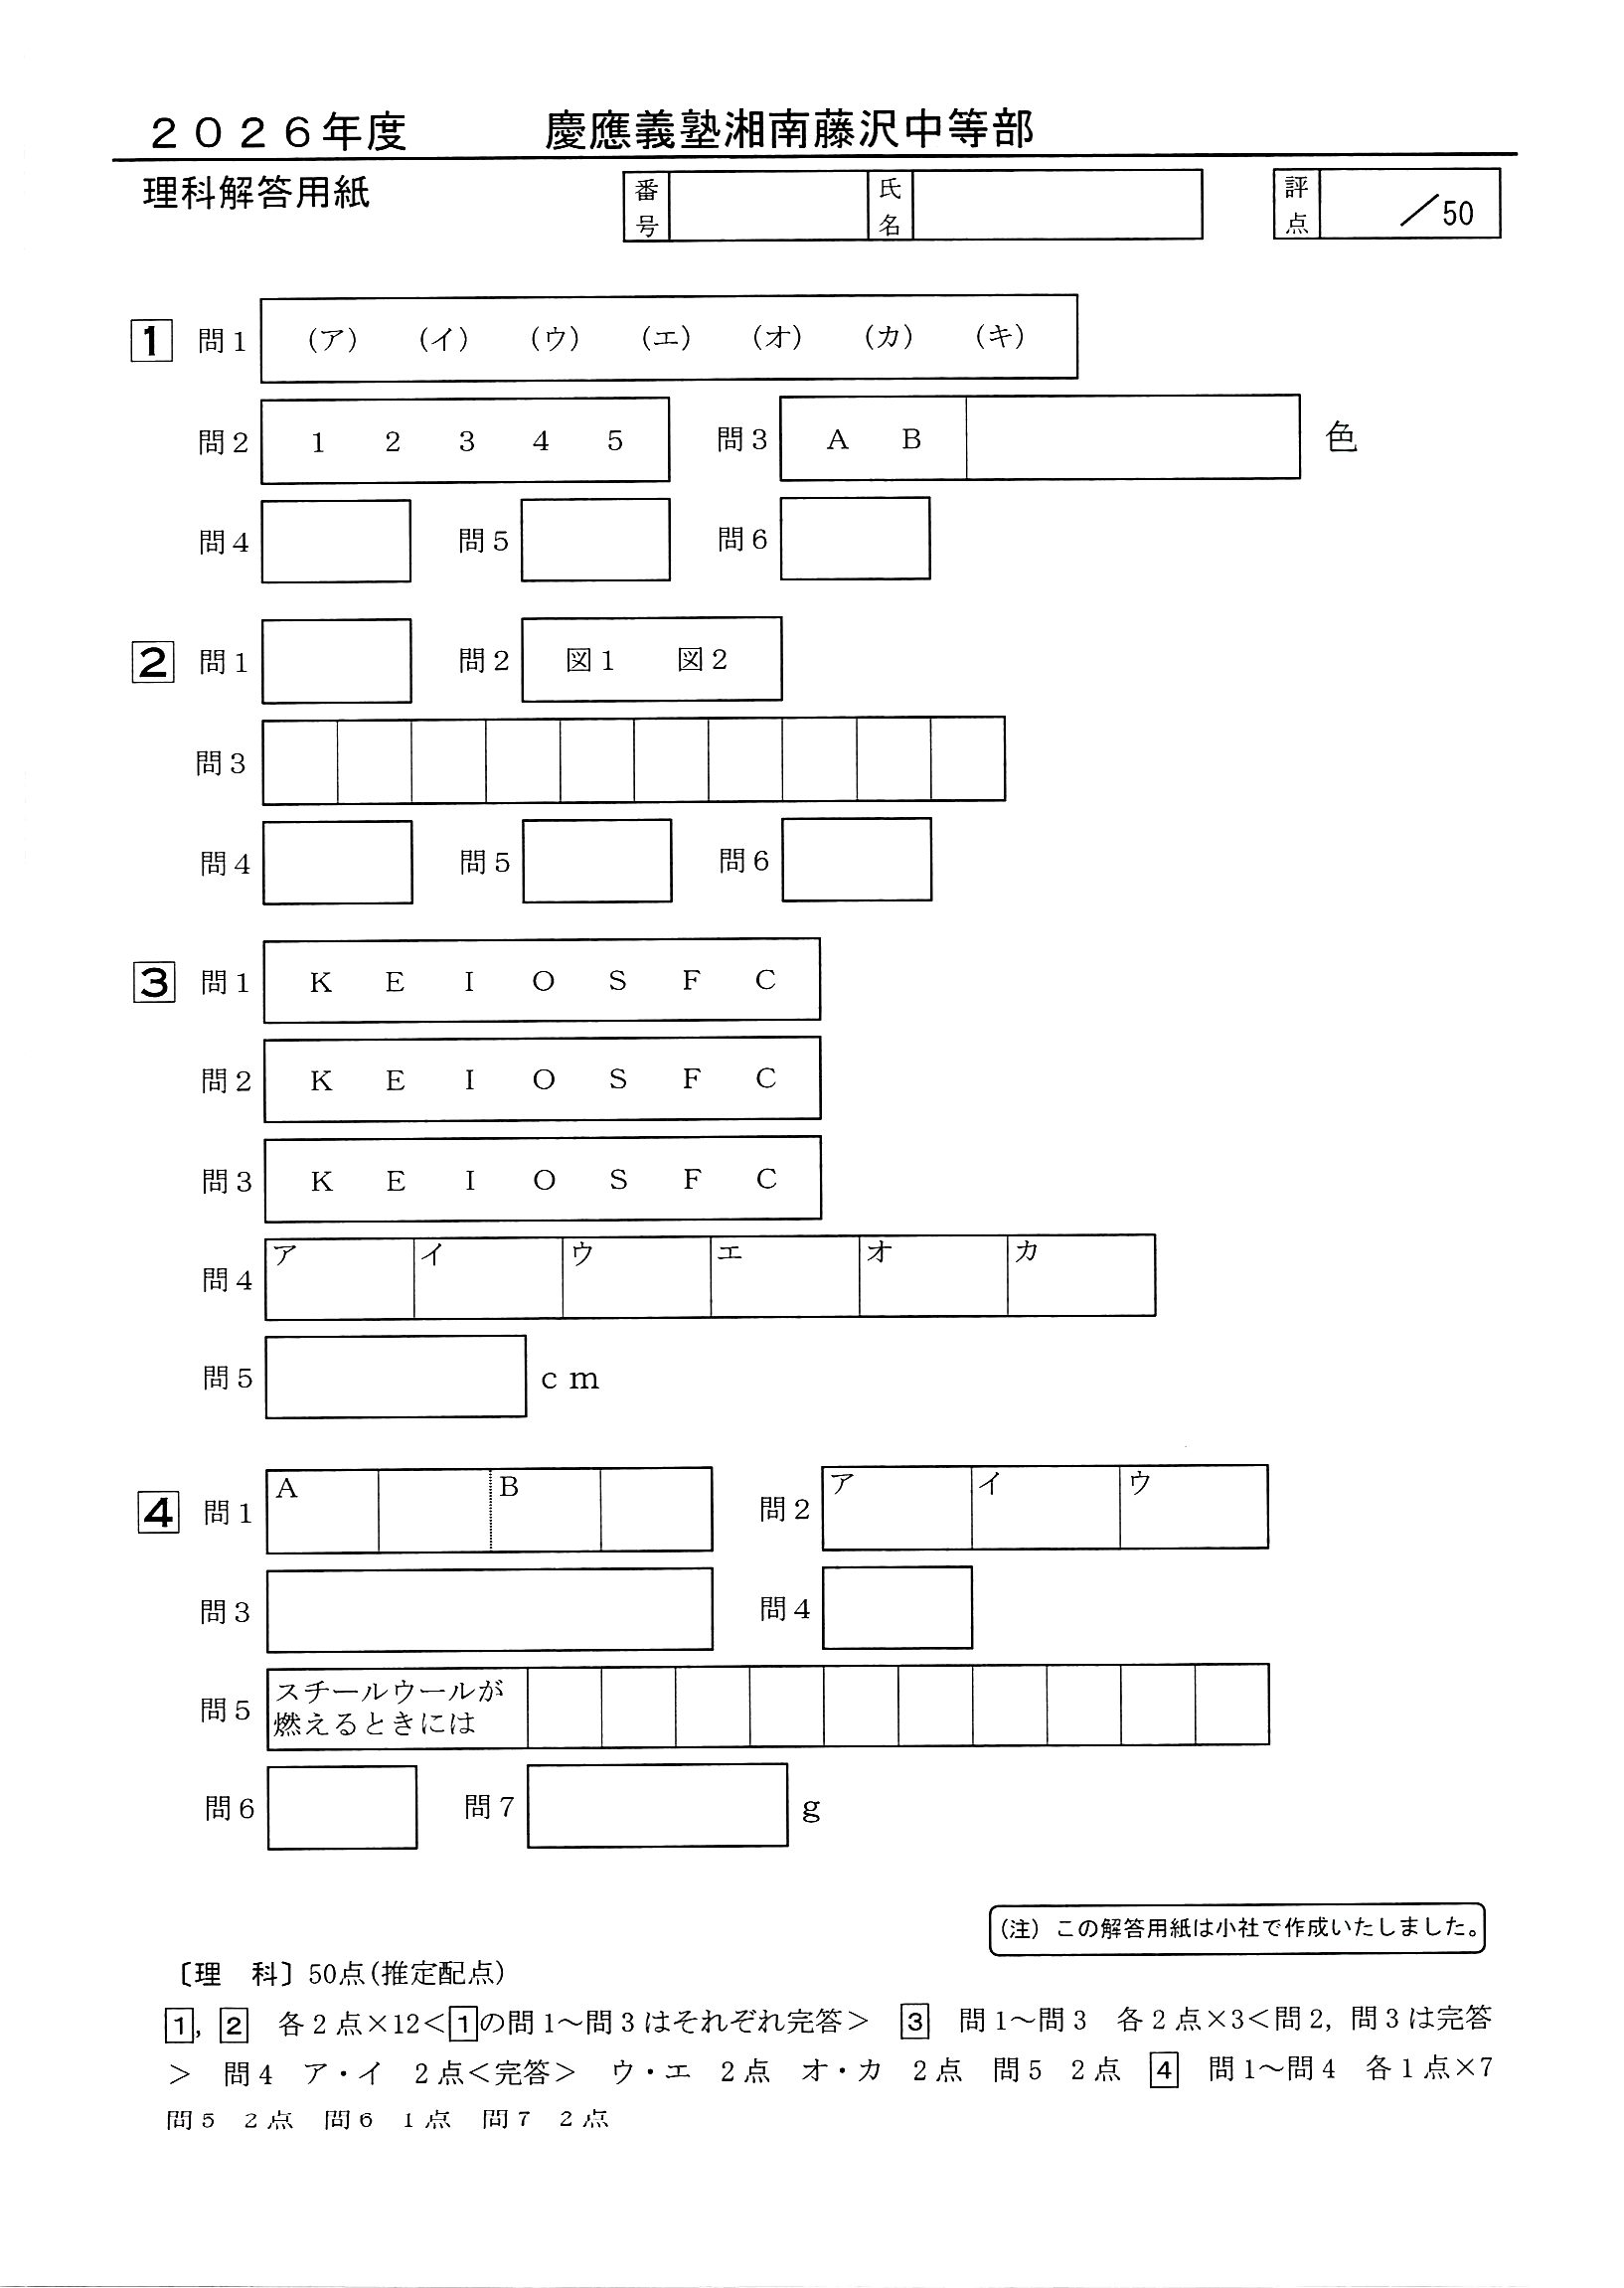 ２０２６年度　慶應義塾湘南藤沢中等部
理科解答用紙　番号　氏名　評点　／50
1　問1　(ア)　(イ)　(ウ)　(エ)　(オ)　(カ)　(キ)
問2　1　2　3　4　5　問3　A　B　色
問4　問5　問6
2　問1　問2　図1　図2
問3
問4　問5　問6
3　問1　K　E　I　O　S　F　C
問2　K　E　I　O　S　F　C
問3　K　E　I　O　S　F　C
問4　ア　イ　ウ　エ　オ　カ
問5　cm
4　問1　A　B　問2　ア　イ　ウ
問3　問4
問5　スチールウールが
燃えるときには
問6　問7　g
(注) この解答用紙は小社で作成いたしました。
〔理　科〕50点(推定配点)
1, 2　各2点×12<1の問1〜問3はそれぞれ完答>　3　問1〜問3　各2点×3<問2, 問3は完答
>　問4　ア・イ　2点<完答>　ウ・エ　2点　オ・カ　2点　問5　2点　4　問1〜問4　各1点×7
問5　2点　問6　1点　問7　2点